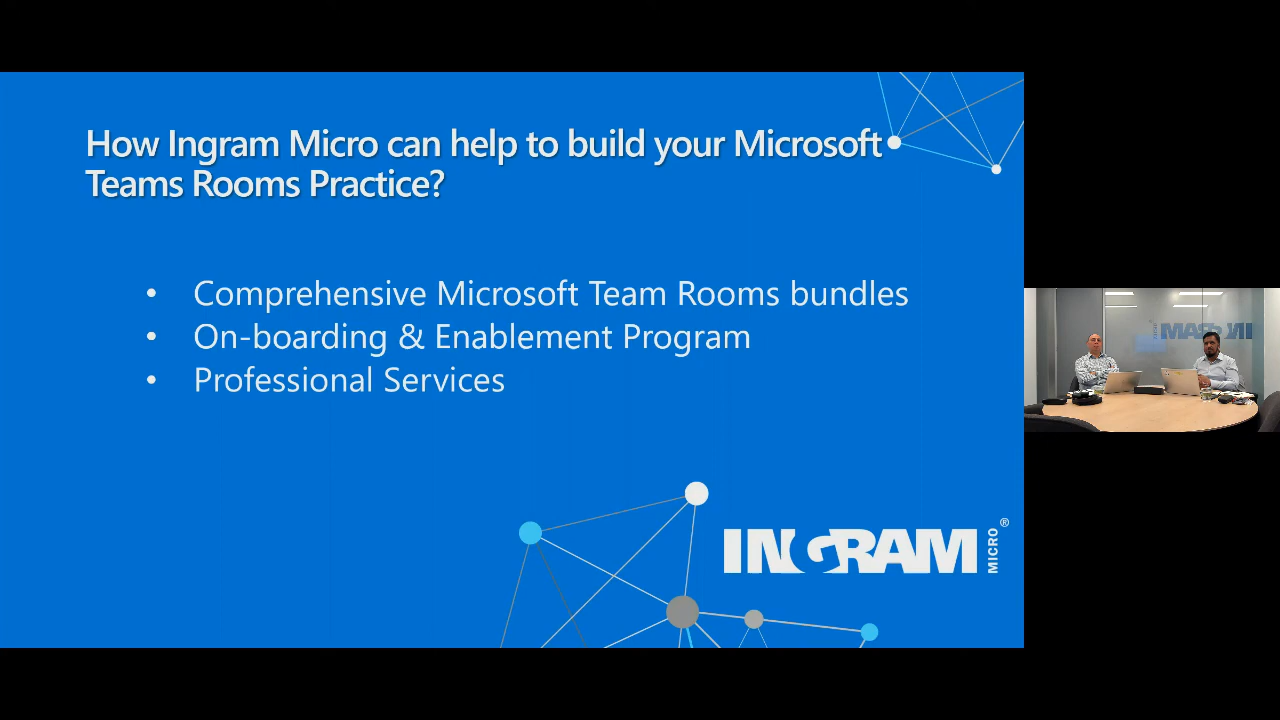 How Ingram Micro can help to build your Microsoft
Teams Rooms Practice?
• Comprehensive Microsoft Team Rooms bundles
• On-boarding & Enablement Program
• Professional Services
INGRAM MICRO®